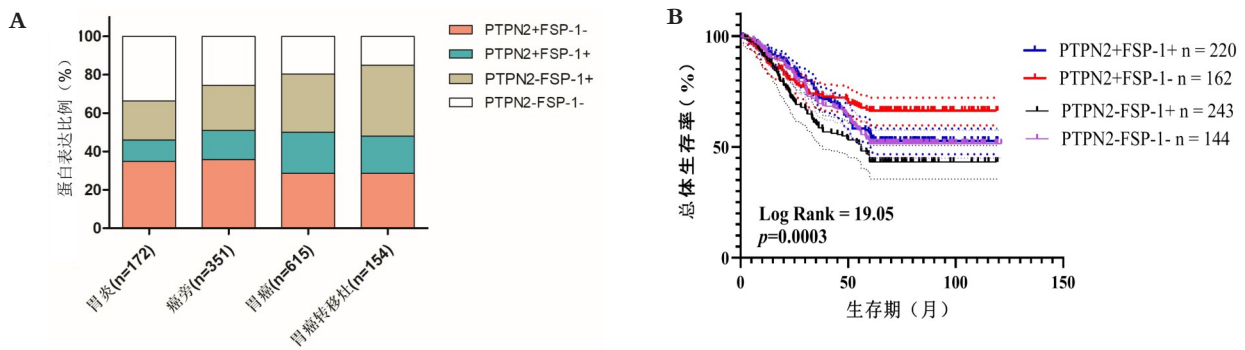 A
蛋白表达比例（%）
100
80
60
40
20
0
胃炎(n=172)
癌旁(n=351)
胃癌(n=615)
胃癌转移灶(n=154)
PTPN2+FSP-1-
PTPN2+FSP-1+
PTPN2-FSP-1+
PTPN2-FSP-1-
B
总体生存率（%）
100
50
0
Log Rank = 19.05
p=0.0003
0
50
100
150
生存期（月）
PTPN2+FSP-1+ n = 220
PTPN2+FSP-1- n = 162
PTPN2-FSP-1+ n = 243
PTPN2-FSP-1- n = 144